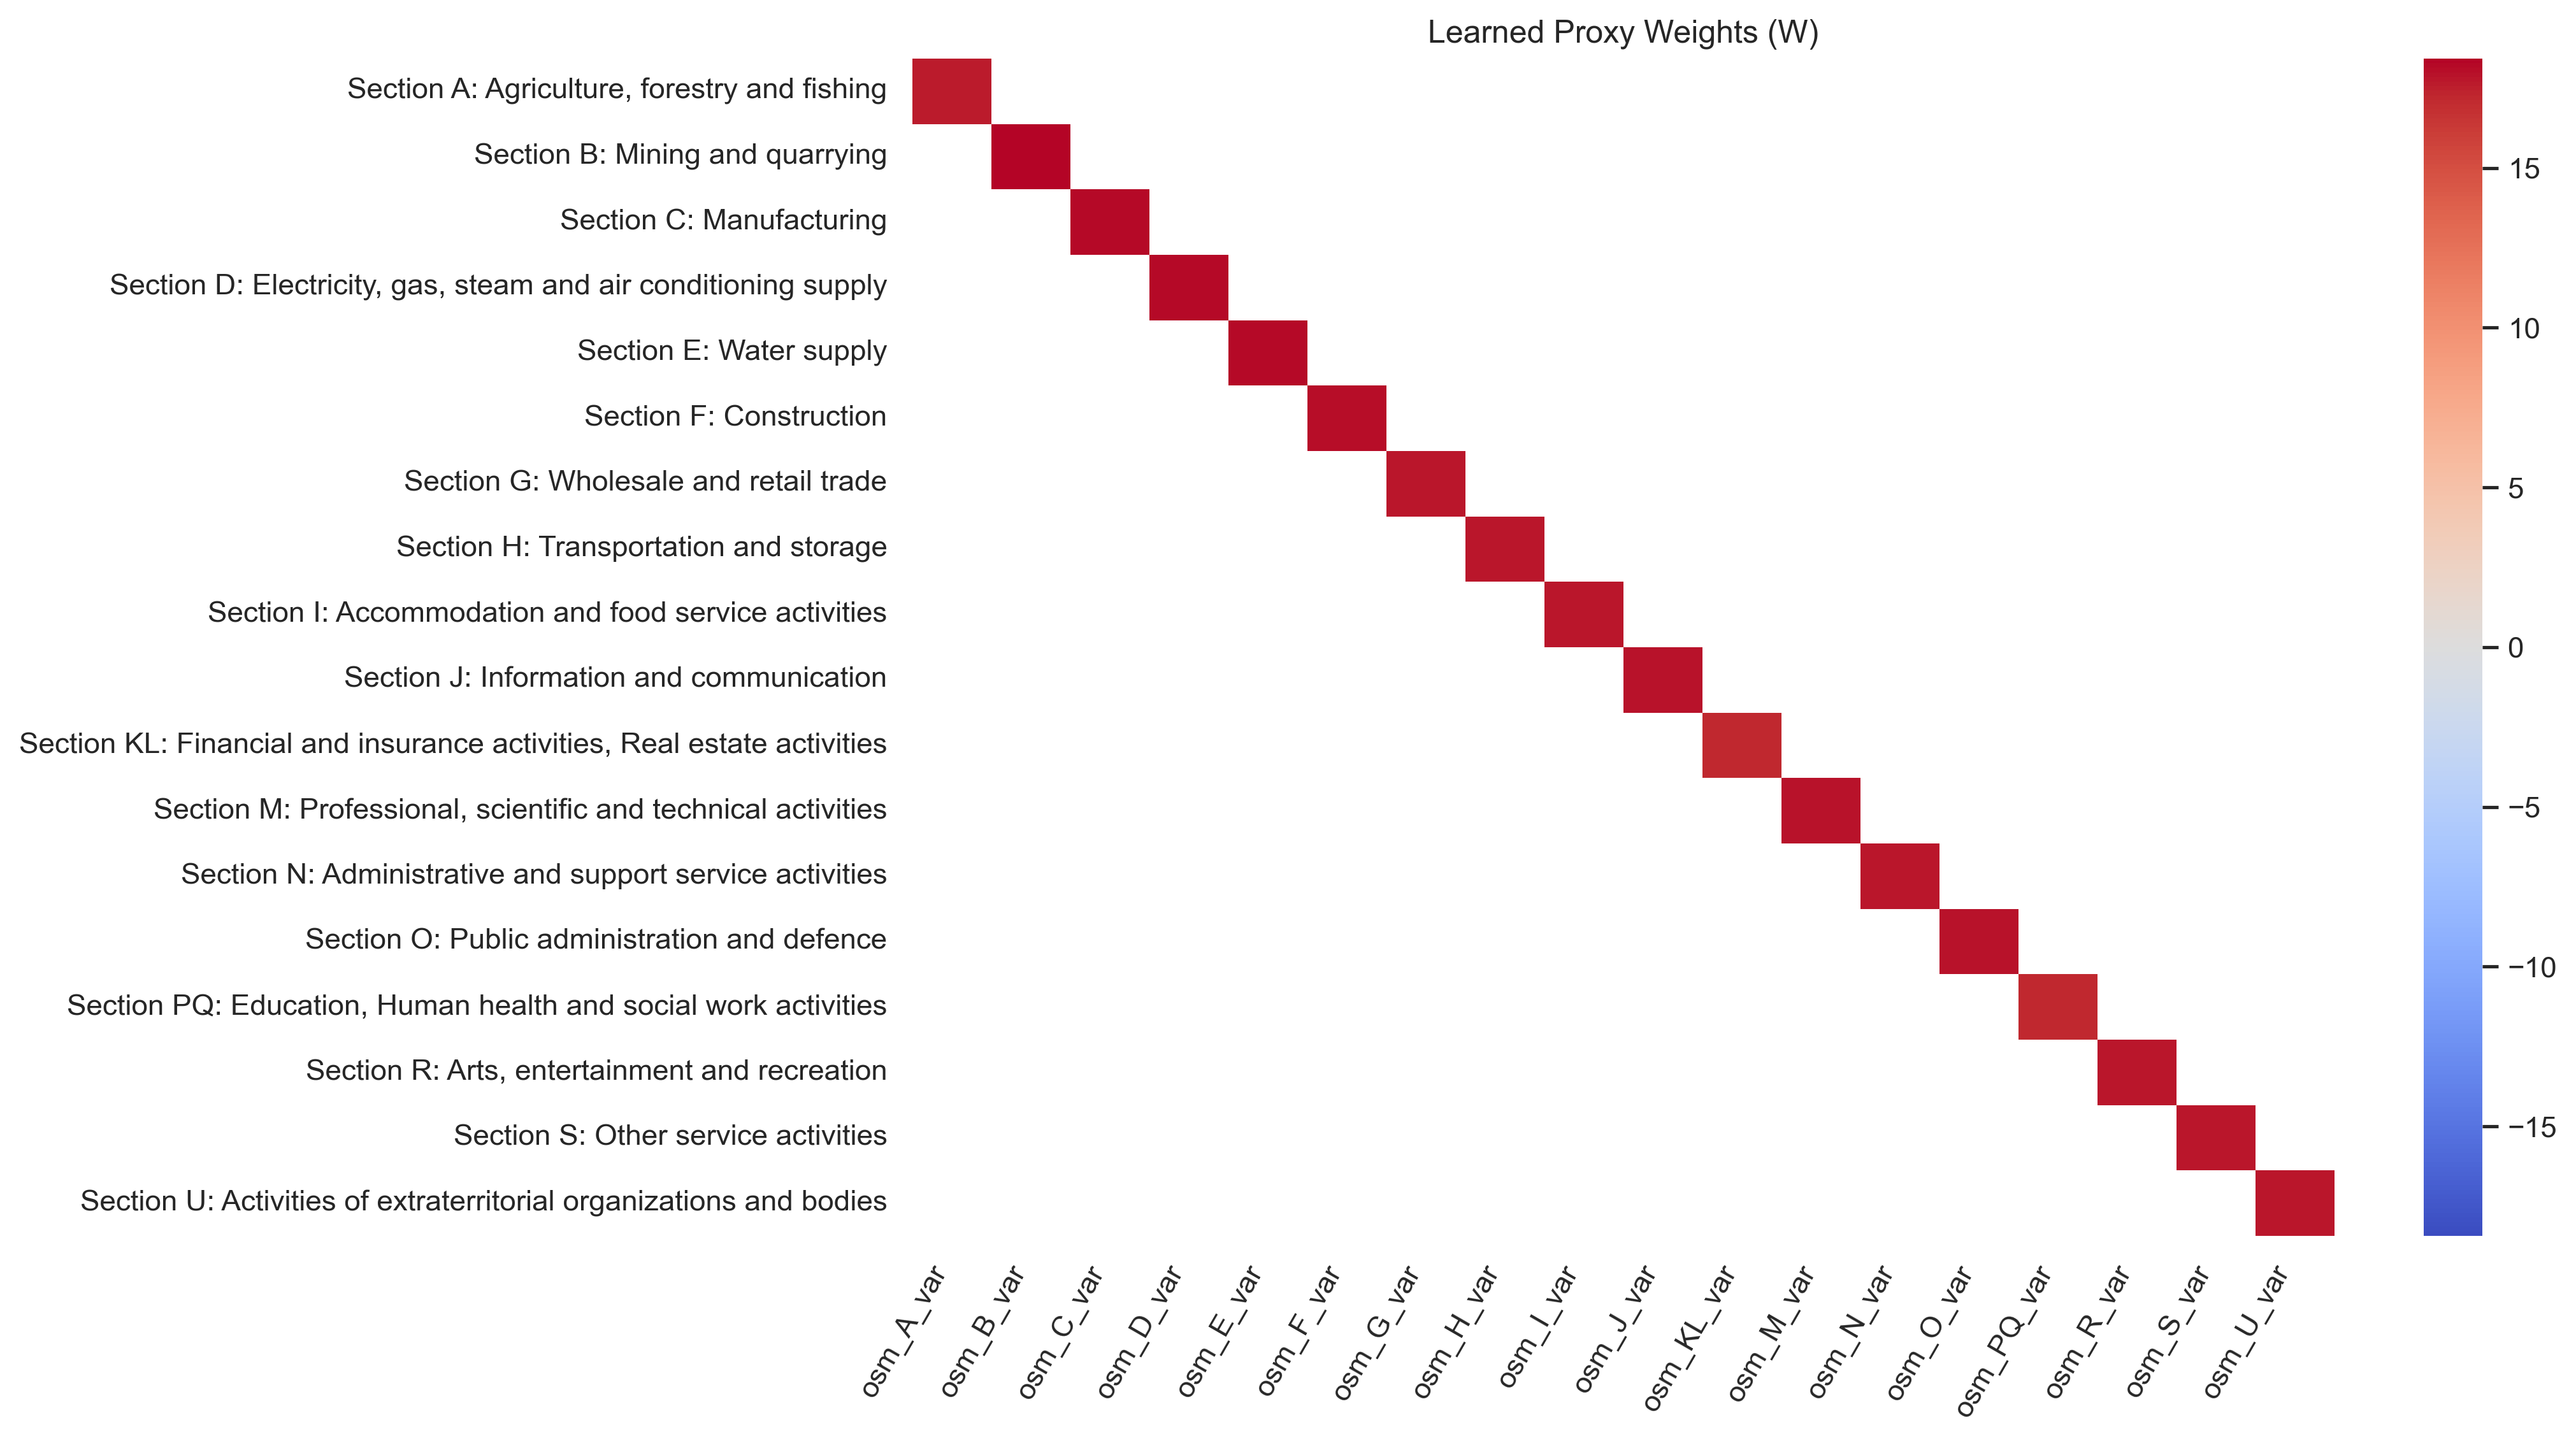 Learned Proxy Weights (W)
Section A: Agriculture, forestry and fishing
Section B: Mining and quarrying
Section C: Manufacturing
Section D: Electricity, gas, steam and air conditioning supply
Section E: Water supply
Section F: Construction
Section G: Wholesale and retail trade
Section H: Transportation and storage
Section I: Accommodation and food service activities
Section J: Information and communication
Section KL: Financial and insurance activities, Real estate activities
Section M: Professional, scientific and technical activities
Section N: Administrative and support service activities
Section O: Public administration and defence
Section PQ: Education, Human health and social work activities
Section R: Arts, entertainment and recreation
Section S: Other service activities
Section U: Activities of extraterritorial organizations and bodies
osm_A_var
osm_B_var
osm_C_var
osm_D_var
osm_E_var
osm_F_var
osm_G_var
osm_H_var
osm_I_var
osm_J_var
osm_KL_var
osm_M_var
osm_N_var
osm_O_var
osm_PQ_var
osm_R_var
osm_S_var
osm_U_var
15
10
5
0
−5
−10
−15